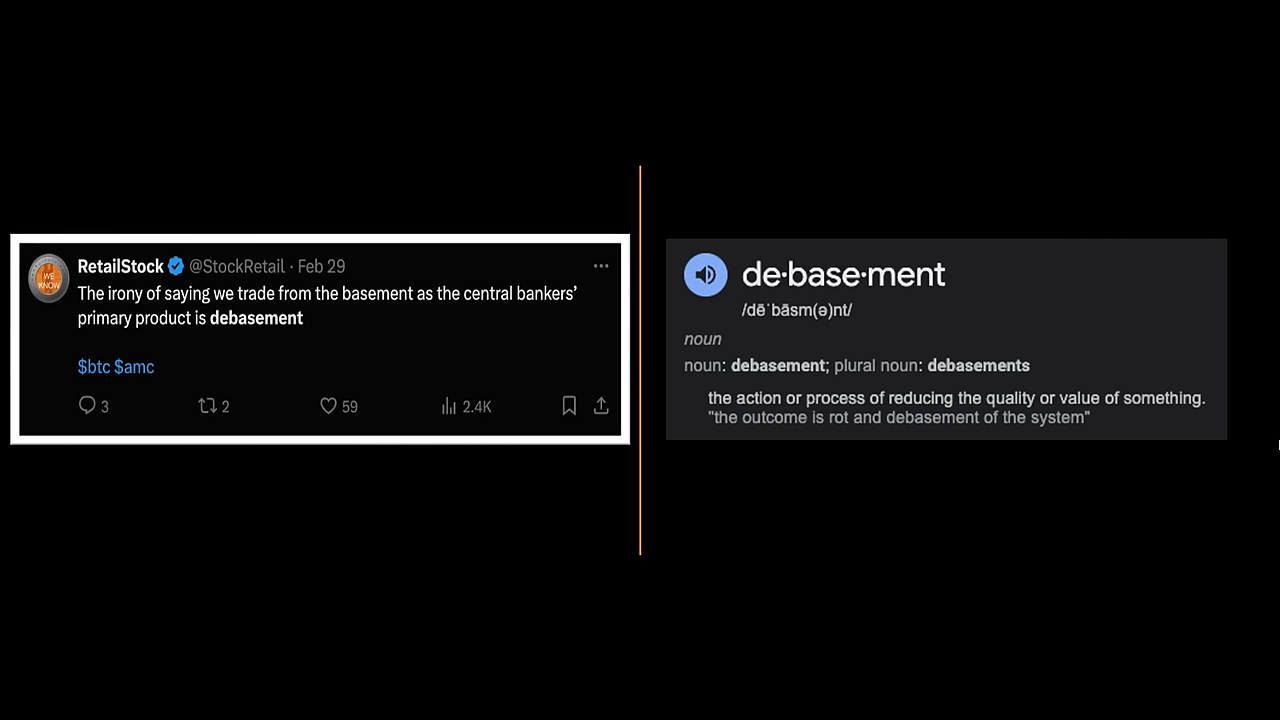 WE
KNOW
RetailStock @StockRetail · Feb 29
The irony of saying we trade from the basement as the central bankers’
primary product is debasement
$btc $amc
3 2 59 2.4K
de·base·ment
/dēˈbāsm(ə)nt/
noun
noun: debasement; plural noun: debasements
the action or process of reducing the quality or value of something.
"the outcome is rot and debasement of the system"